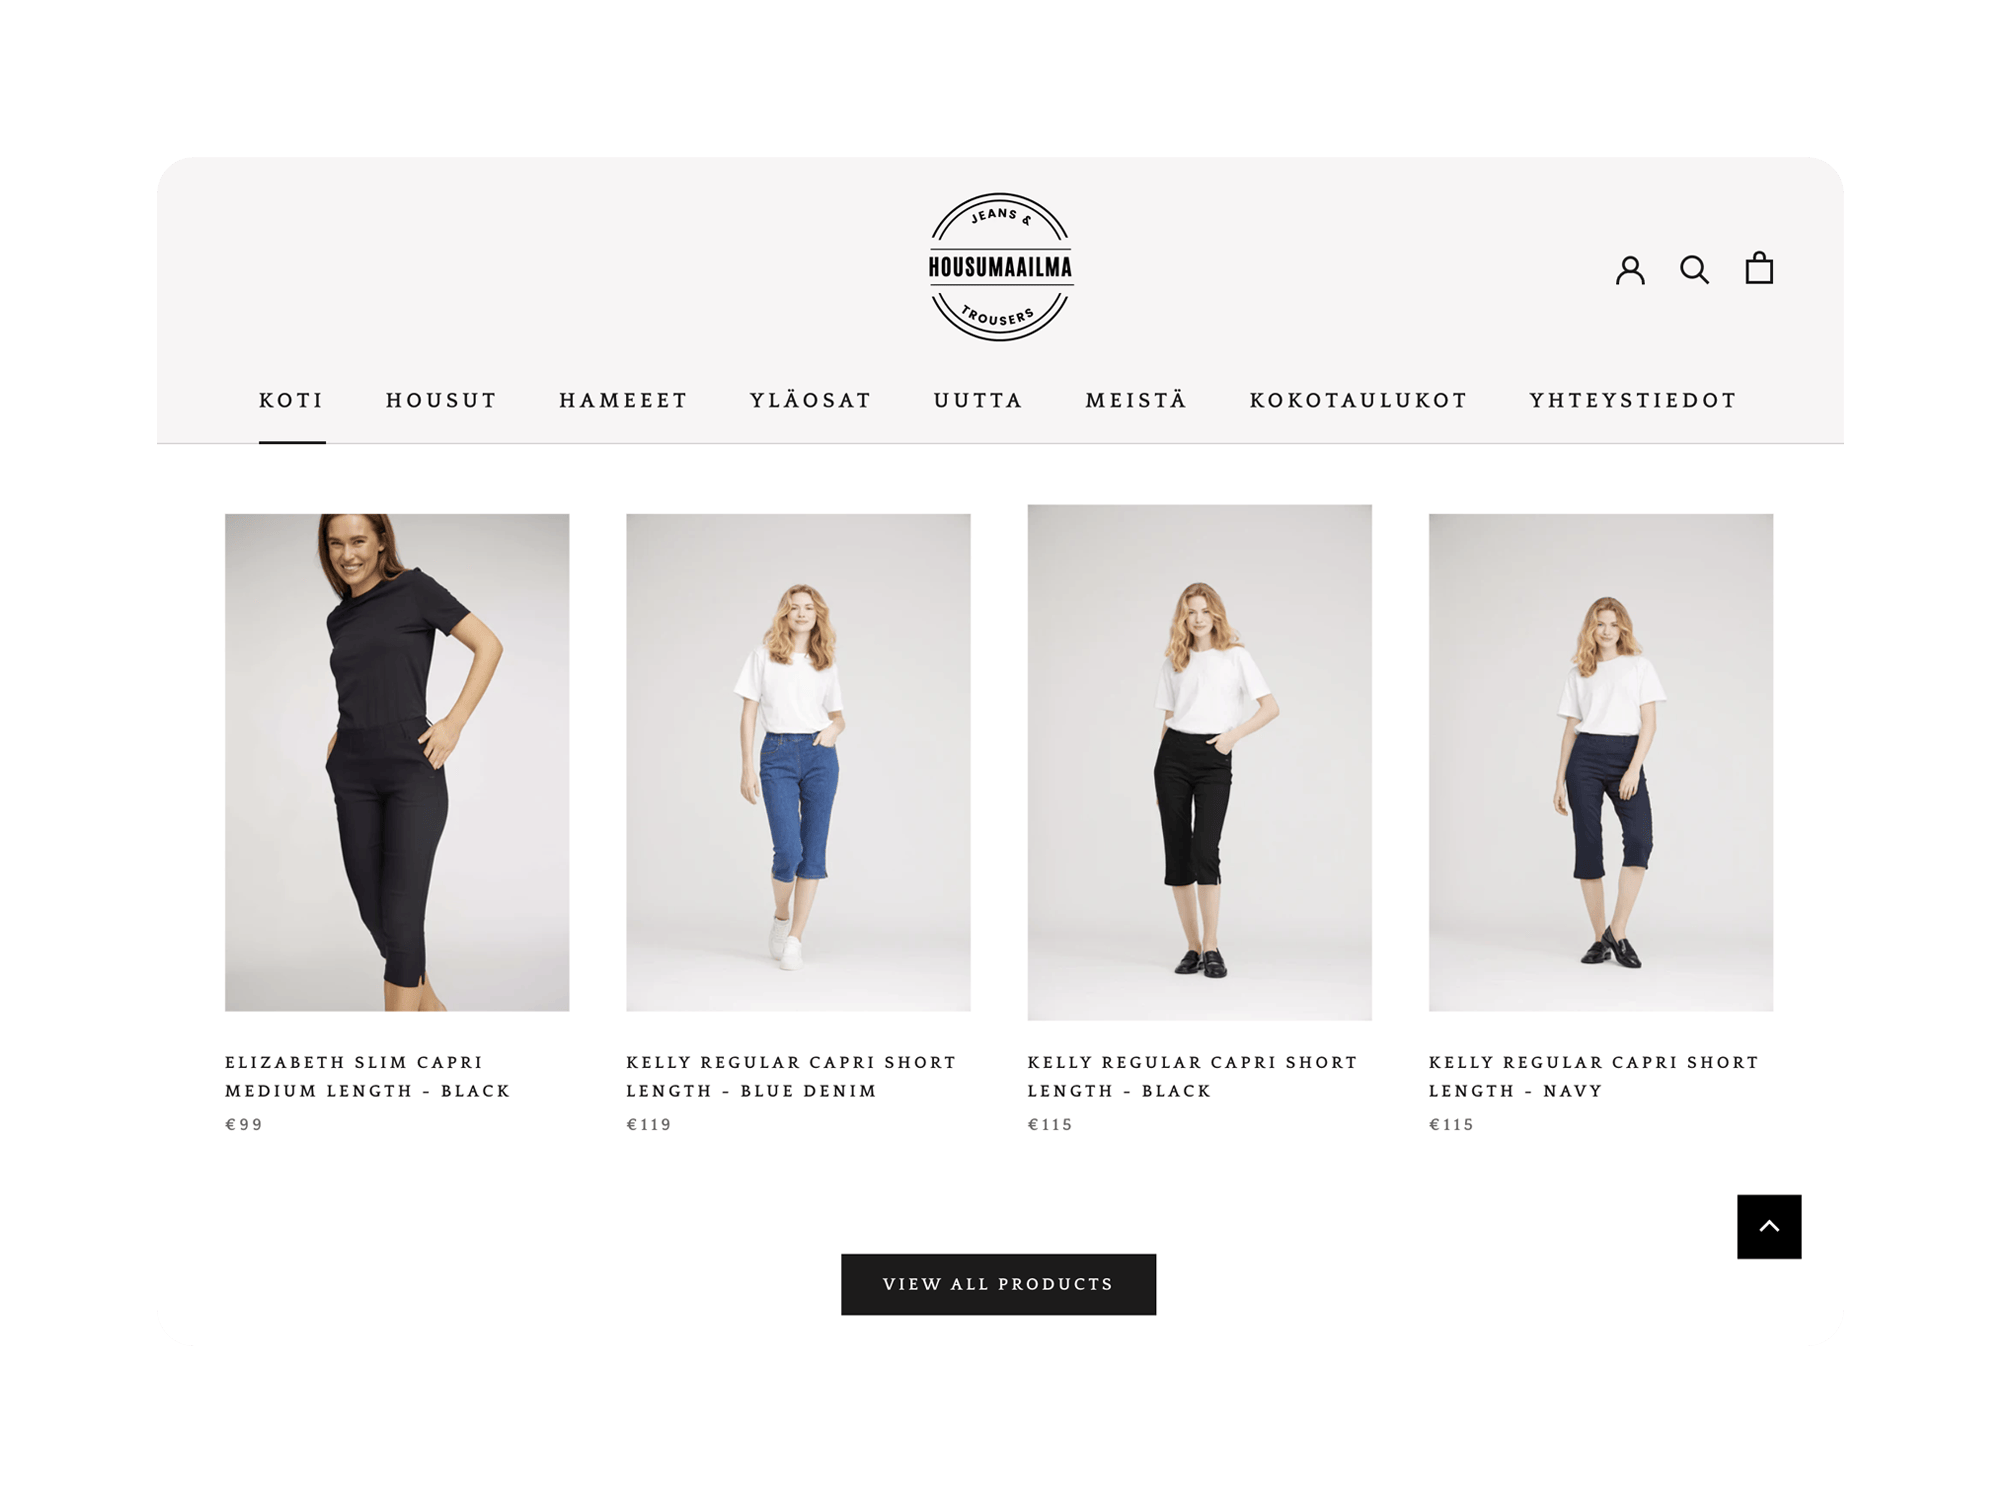 JEANS &
HOUSUMAAILMA
TROUSERS
KOTI HOUSUT HAMEEET YLÄOSAT UUTTA MEISTÄ KOKOTAULUKOT YHTEYSTIEDOT
ELIZABETH SLIM CAPRI
MEDIUM LENGTH - BLACK
€99
KELLY REGULAR CAPRI SHORT
LENGTH - BLUE DENIM
€119
KELLY REGULAR CAPRI SHORT
LENGTH - BLACK
€115
KELLY REGULAR CAPRI SHORT
LENGTH - NAVY
€115
VIEW ALL PRODUCTS